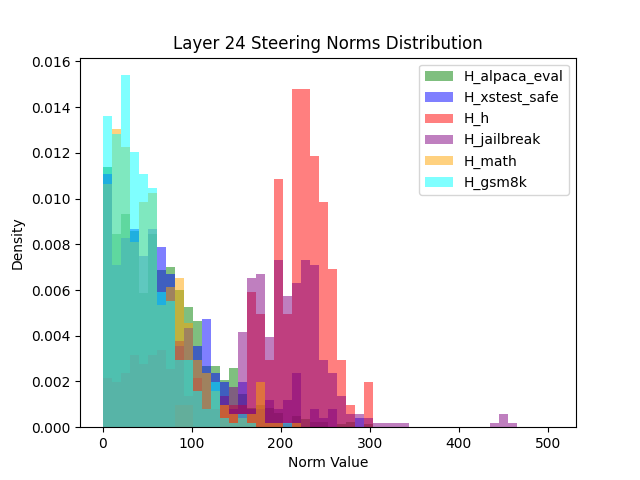 Layer 24 Steering Norms Distribution
0.016
0.014
0.012
0.010
0.008
0.006
0.004
0.002
0.000
Density
H_alpaca_eval
H_xstest_safe
H_h
H_jailbreak
H_math
H_gsm8k
0 100 200 300 400 500
Norm Value